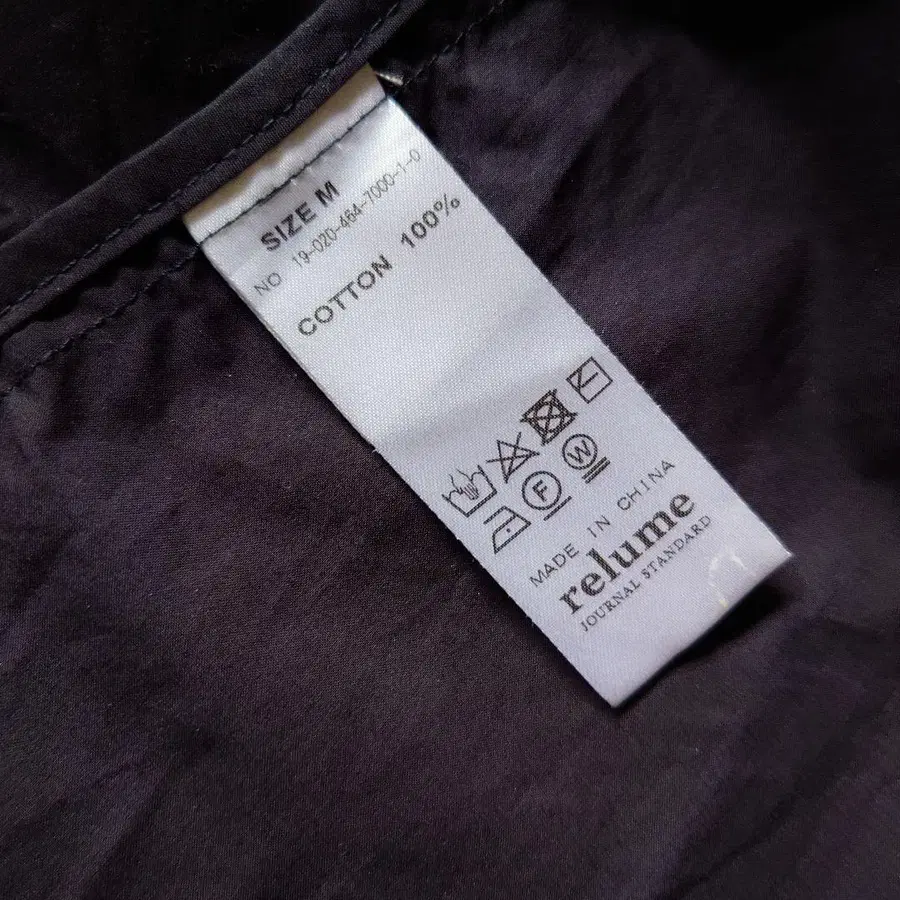 SIZE M
NO 19-020-464-7000-1-0
COTTON 100%
F W
MADE IN CHINA
relume
JOURNAL STANDARD